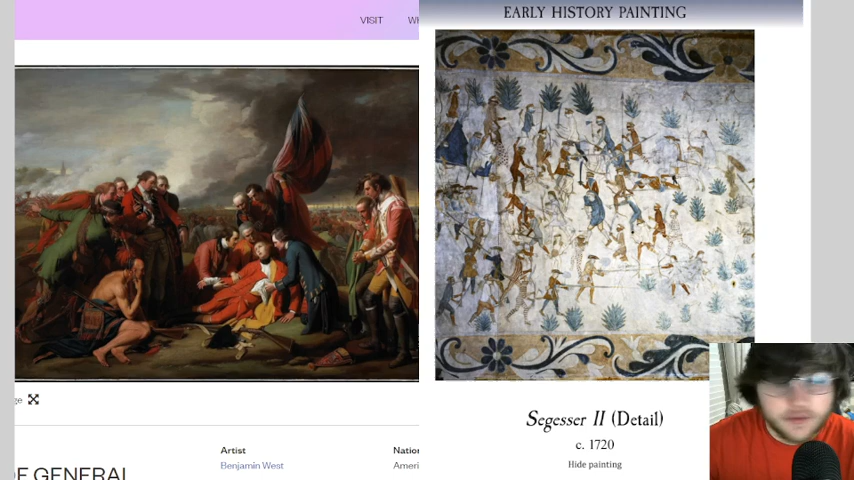 VISIT
EARLY HISTORY PAINTING
Segesser II (Detail)
c. 1720
Hide painting
Artist
Benjamin West
GENERAL